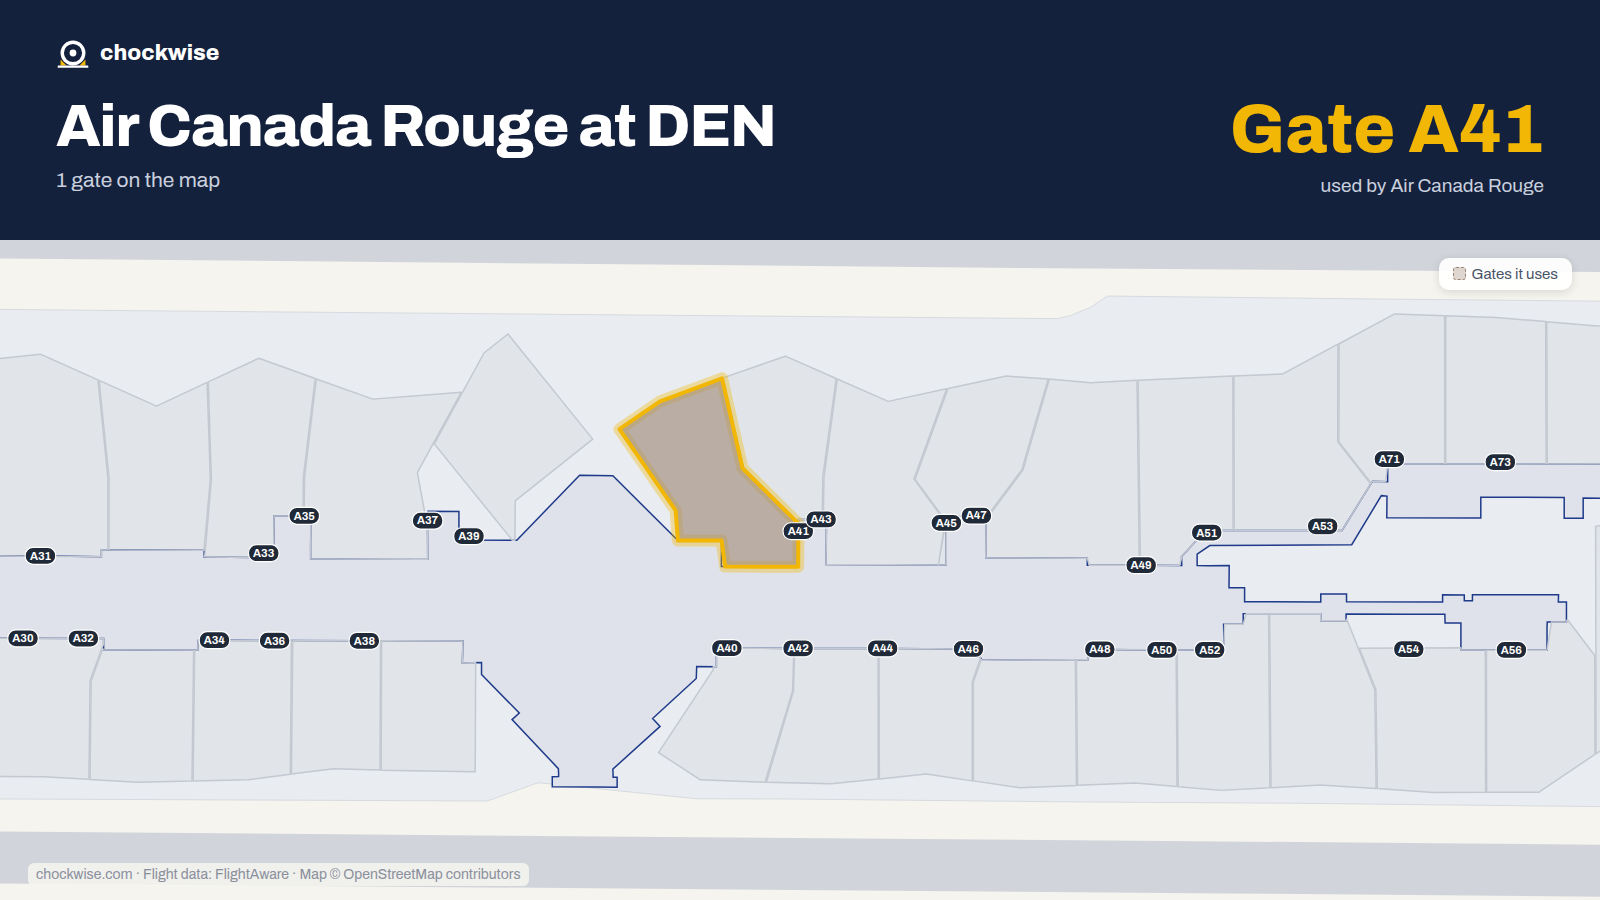 chockwise
Air Canada Rouge at DEN
1 gate on the map
Gate A41
used by Air Canada Rouge
Gates it uses
A71
A73
A35
A37
A39
A41
A43
A45
A47
A51
A53
A31
A33
A49
A30
A32
A34
A36
A38
A40
A42
A44
A46
A48
A50
A52
A54
A56
chockwise.com · Flight data: FlightAware · Map © OpenStreetMap contributors